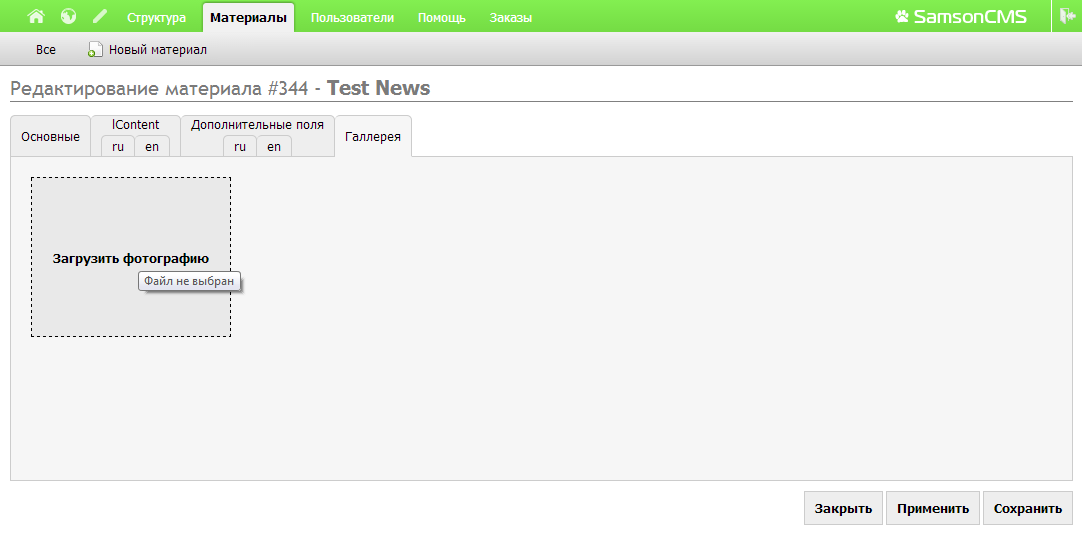 Структура Материалы Пользователи Помощь Заказы SamsonCMS
Все Новый материал
Редактирование материала #344 - Test News
Основные lContent Дополнительные поля Галлерея
ru en ru en
Загрузить фотографию
Файл не выбран
Закрыть Применить Сохранить